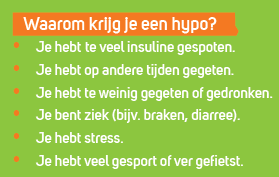 Waarom krijg je een hypo?
• Je hebt te veel insuline gespoten.
• Je hebt op andere tijden gegeten.
• Je hebt te weinig gegeten of gedronken.
• Je bent ziek (bijv. braken, diarree).
• Je hebt stress.
• Je hebt veel gesport of ver gefietst.